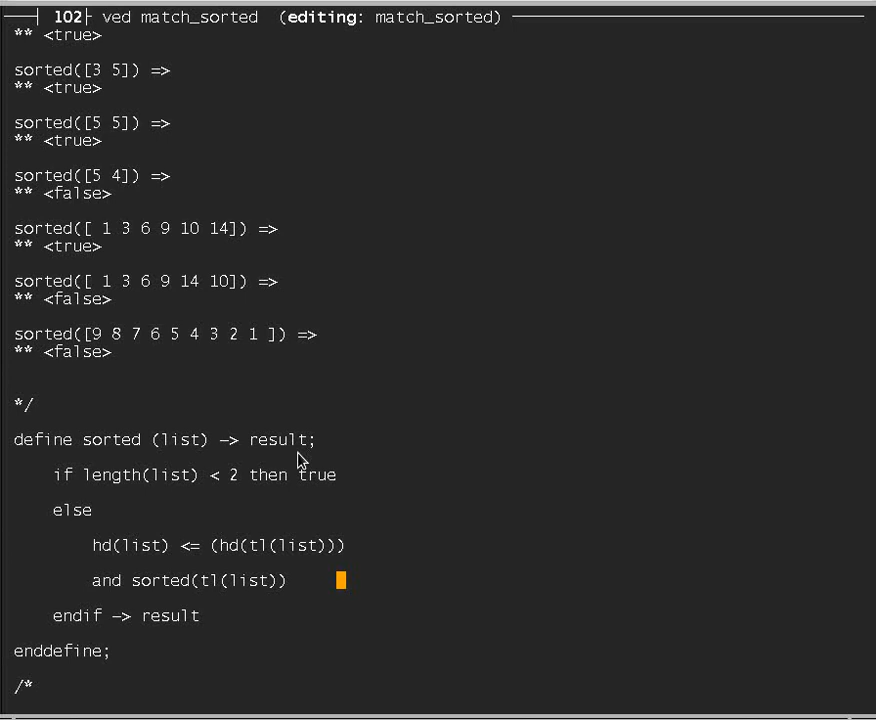 102 ved match_sorted (editing: match_sorted)
** <true>
sorted([3 5]) =>
** <true>
sorted([5 5]) =>
** <true>
sorted([5 4]) =>
** <false>
sorted([ 1 3 6 9 10 14]) =>
** <true>
sorted([ 1 3 6 9 14 10]) =>
** <false>
sorted([9 8 7 6 5 4 3 2 1 ]) =>
** <false>
*/
define sorted (list) -> result;
if length(list) < 2 then true
else
hd(list) <= (hd(tl(list)))
and sorted(tl(list))
endif -> result
enddefine;
/*